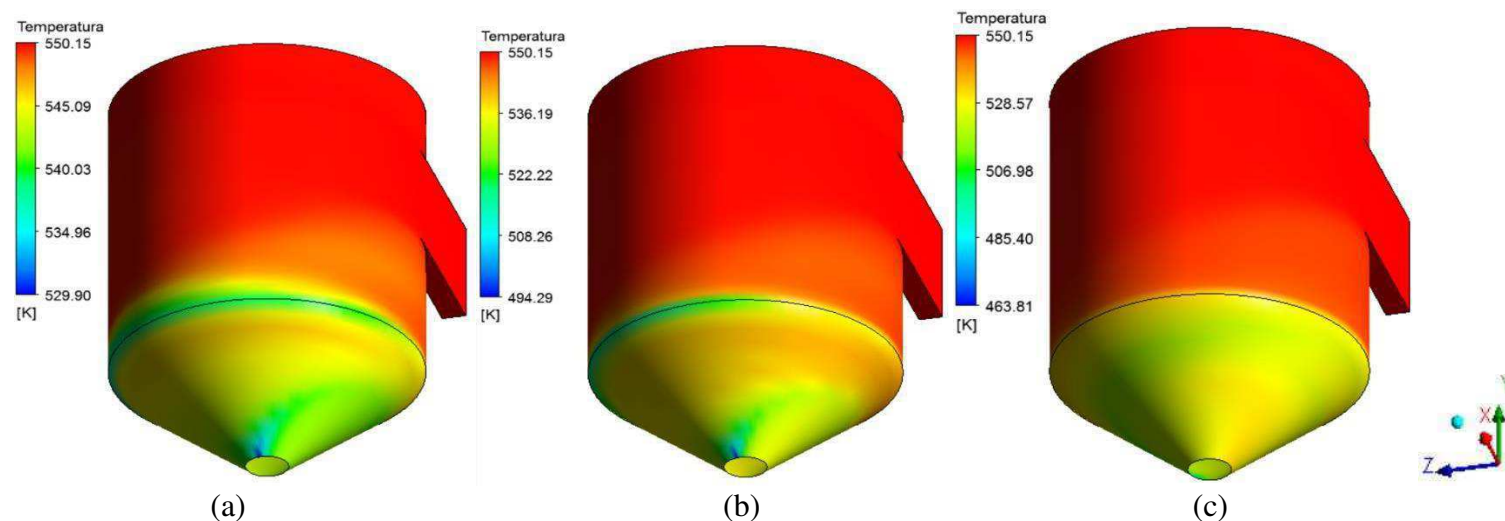 Temperatura
550.15
545.09
540.03
534.96
529.90
[K]
Temperatura
550.15
536.19
522.22
508.26
494.29
[K]
Temperatura
550.15
528.57
506.98
485.40
463.81
[K]
X
Z
(a)
(b)
(c)